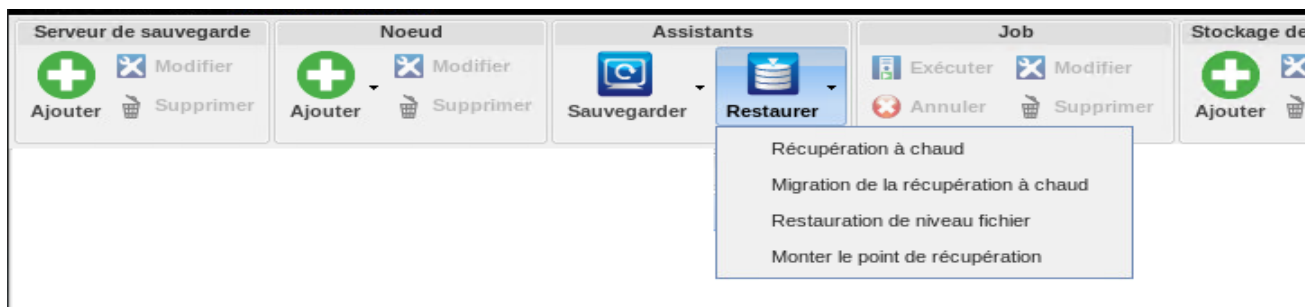 Serveur de sauvegarde
Noeud
Assistants
Job
Stockage de
Ajouter
Modifier
Supprimer
Ajouter
Modifier
Supprimer
Sauvegarder
Restaurer
Exécuter
Modifier
Annuler
Supprimer
Ajouter
Récupération à chaud
Migration de la récupération à chaud
Restauration de niveau fichier
Monter le point de récupération